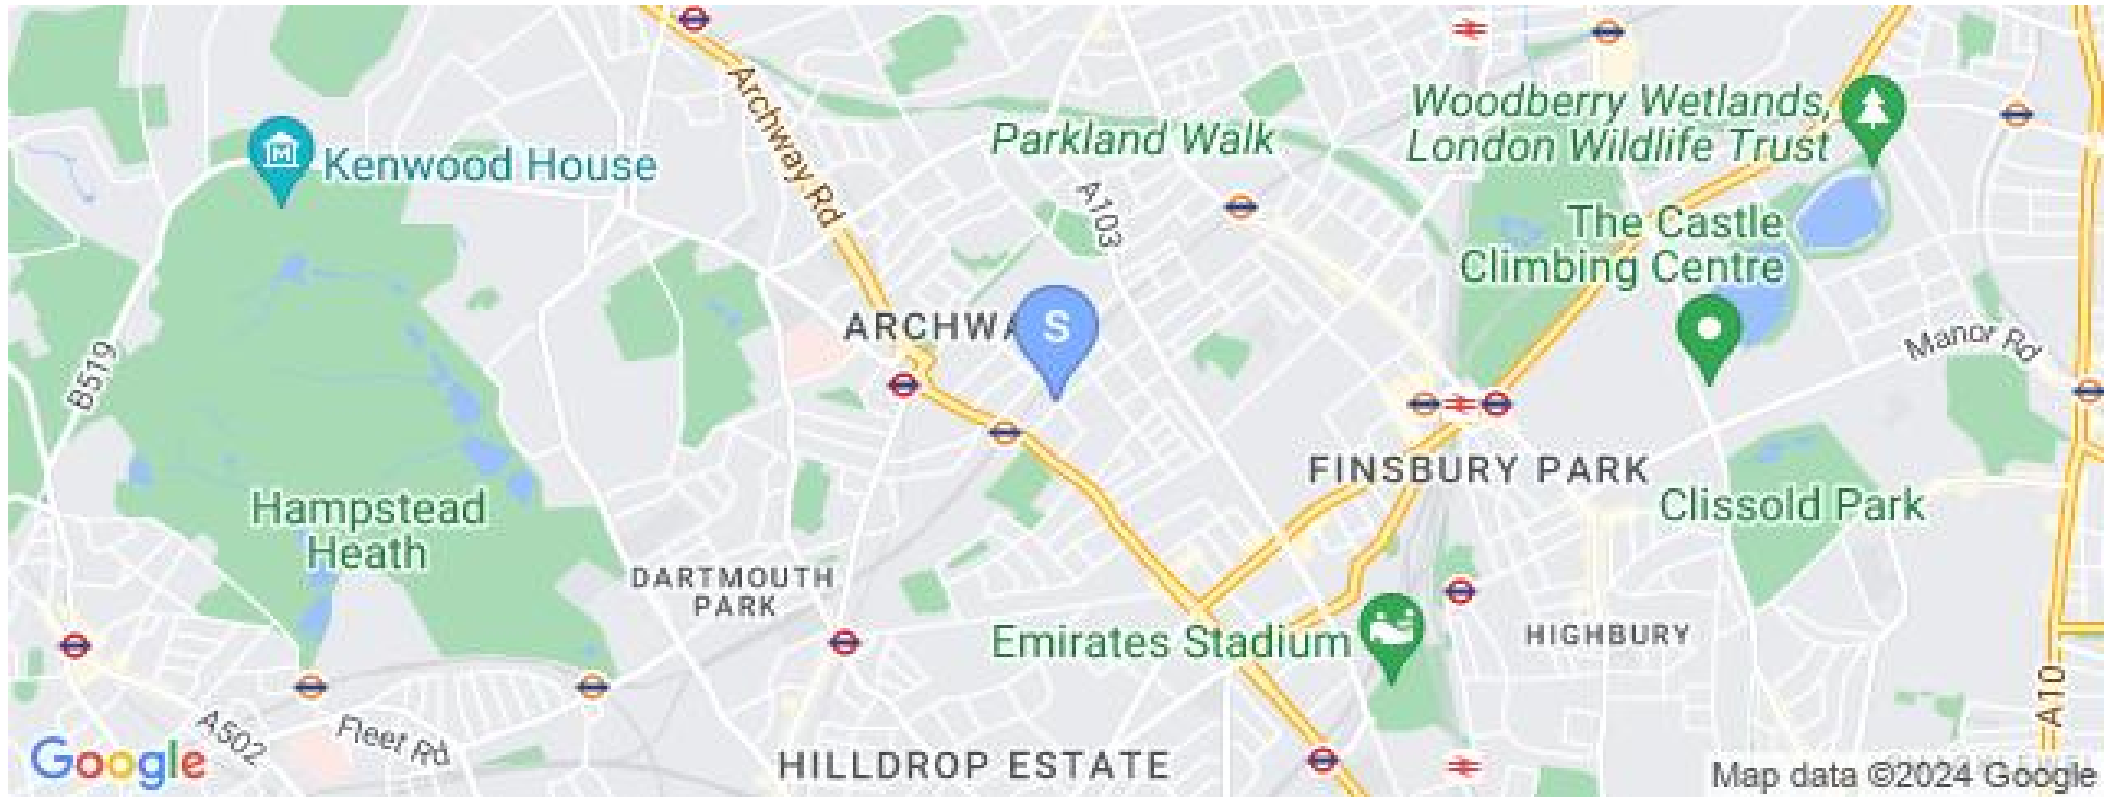 Archway Rd
Woodberry Wetlands,
London Wildlife Trust
Parkland Walk
Kenwood House
A103
The Castle
Climbing Centre
ARCHWA
S
Manor Rd
B519
FINSBURY PARK
Clissold Park
Hampstead
Heath
DARTMOUTH
PARK
Emirates Stadium
HIGHBURY
A10
A502
Fleet Rd
Google
HILLDROP ESTATE
Map data ©2024 Google